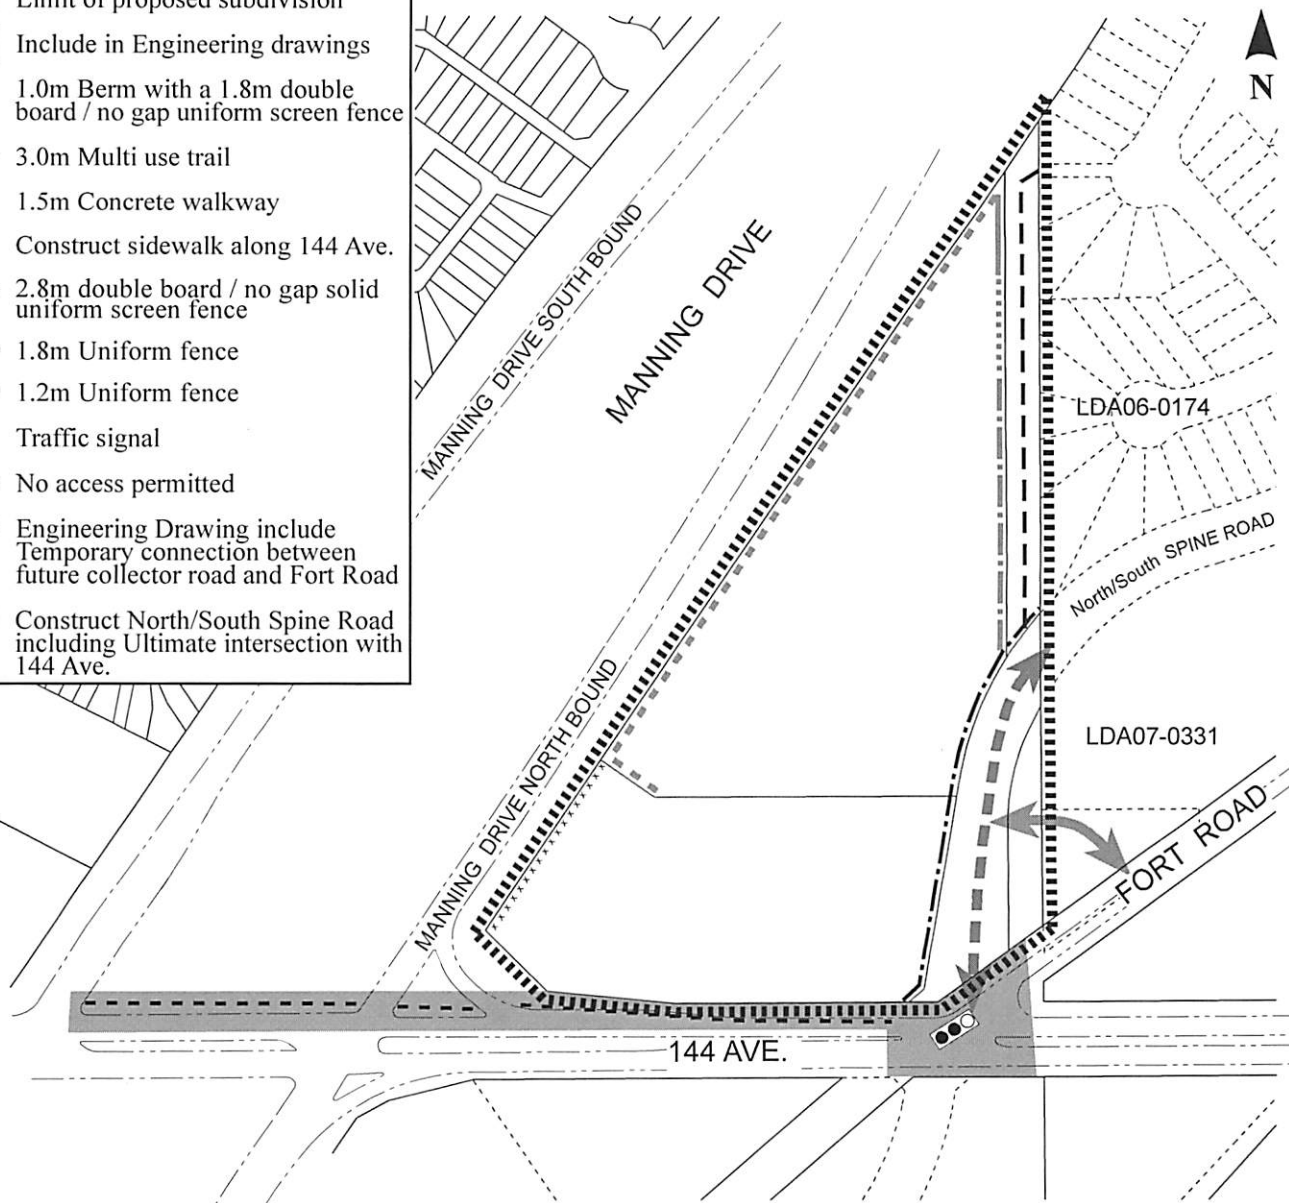 Limit of proposed subdivision
Include in Engineering drawings
1.0m Berm with a 1.8m double
board / no gap uniform screen fence
3.0m Multi use trail
1.5m Concrete walkway
Construct sidewalk along 144 Ave.
2.8m double board / no gap solid
uniform screen fence
1.8m Uniform fence
1.2m Uniform fence
Traffic signal
No access permitted
Engineering Drawing include
Temporary connection between
future collector road and Fort Road
Construct North/South Spine Road
including Ultimate intersection with
144 Ave.
N
MANNING DRIVE SOUTH BOUND
MANNING DRIVE
LDA06-0174
North/South SPINE ROAD
MANNING DRIVE NORTH BOUND
LDA07-0331
FORT ROAD
144 AVE.